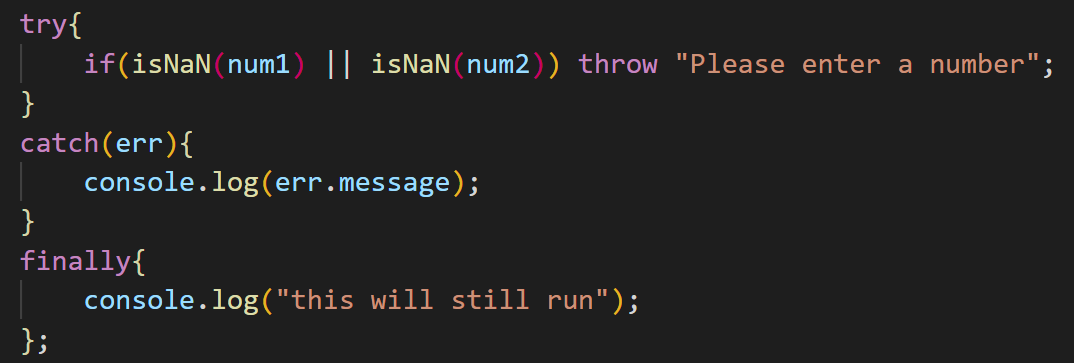 try{
    if(isNaN(num1) || isNaN(num2)) throw "Please enter a number";
}
catch(err){
    console.log(err.message);
}
finally{
    console.log("this will still run");
};